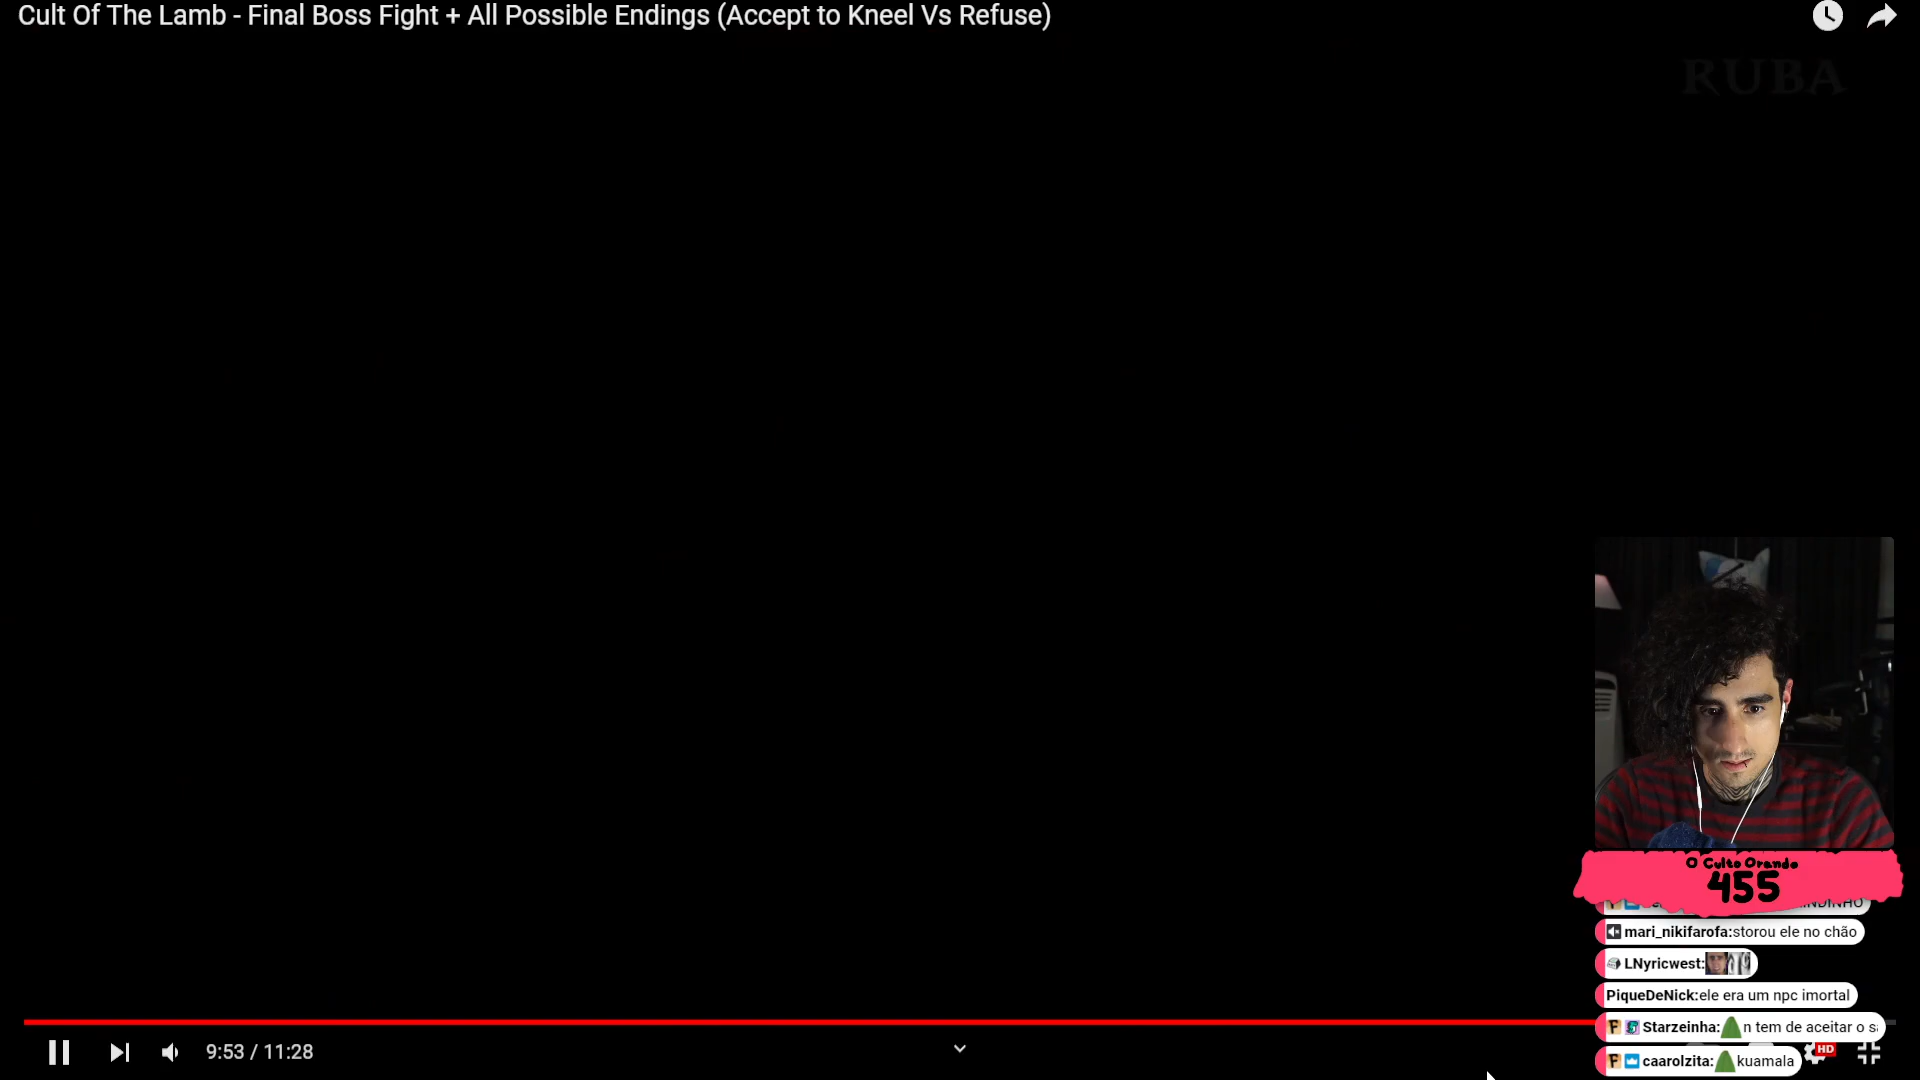 Cult Of The Lamb - Final Boss Fight + All Possible Endings (Accept to Kneel Vs Refuse)
RUBA
O Culto Orando
455
mari_nikifarofa:storou ele no chão
LNyricwest:
PiqueDeNick:ele era um npc imortal
Starzeinha: n tem de aceitar o s
9:53 / 11:28
HD
caarolzita: kuamala